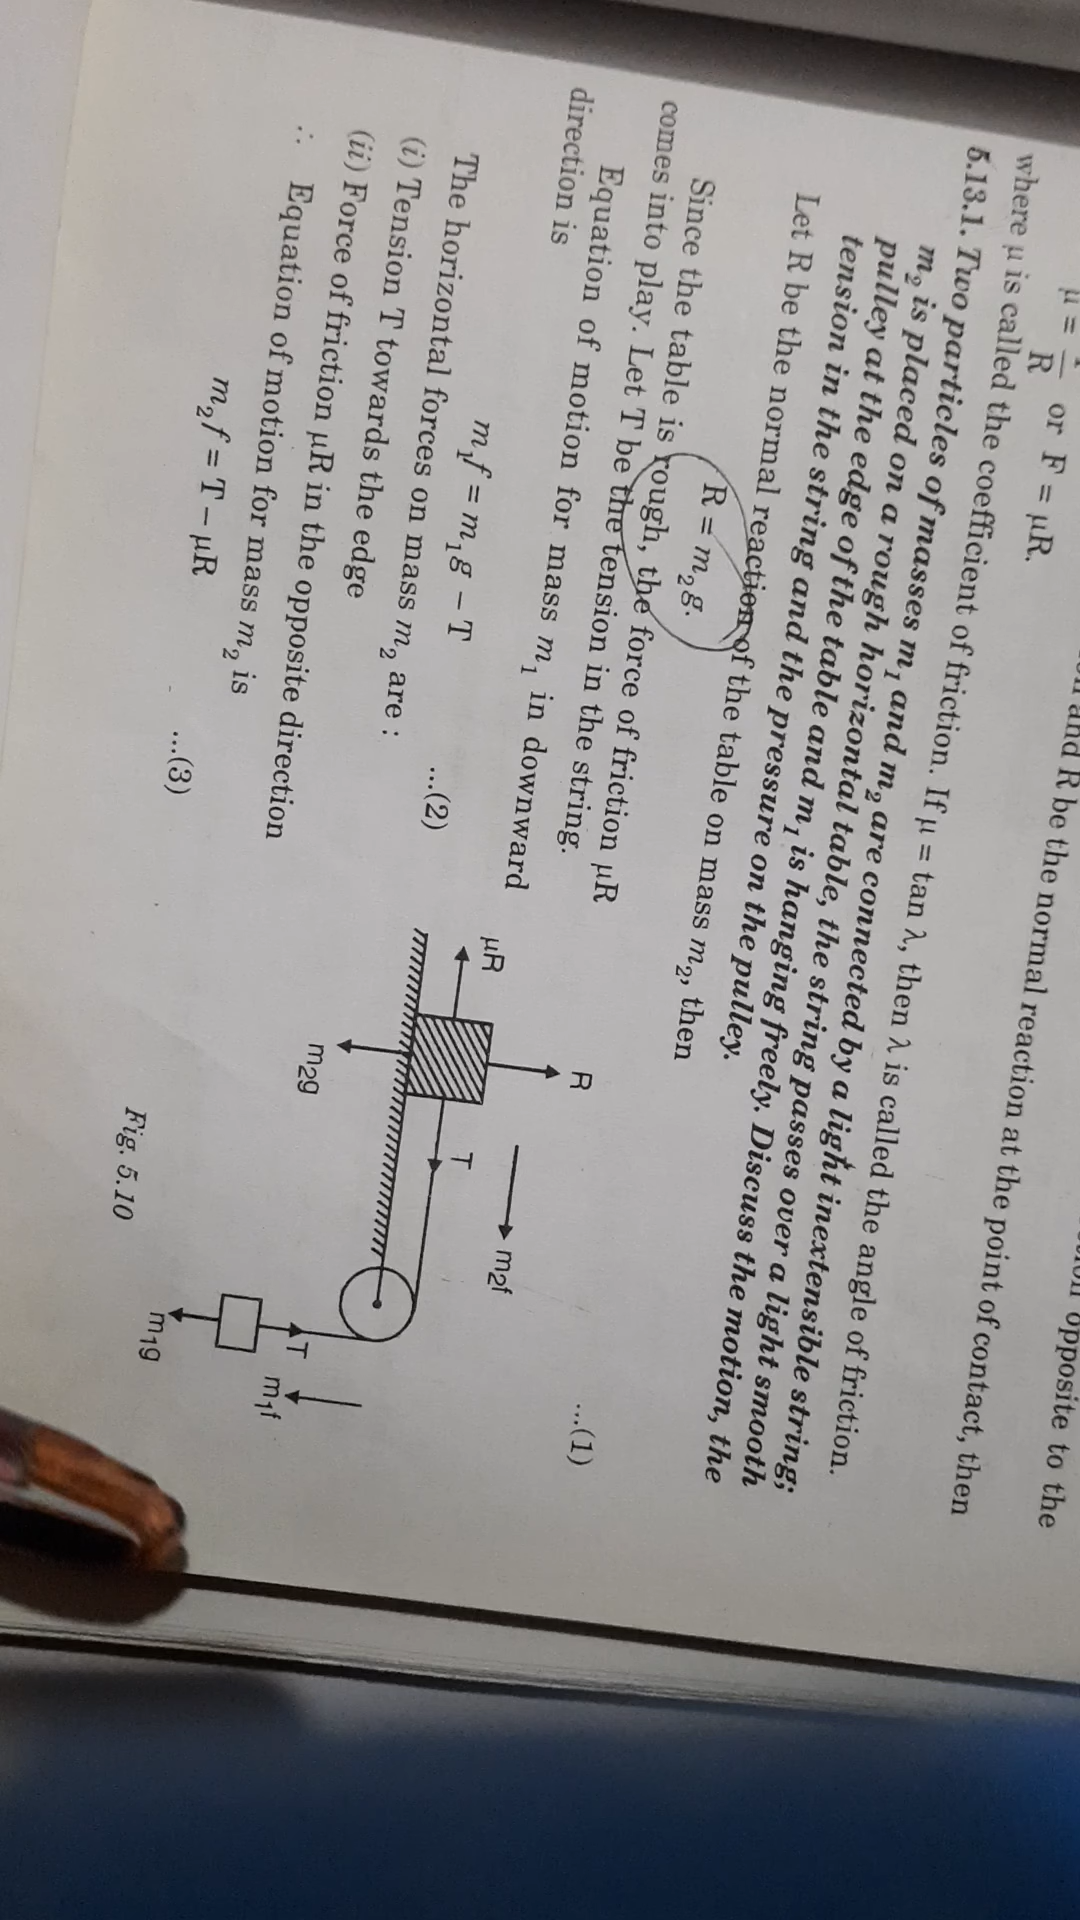 μ = / R or F = μR.
and R be the normal reaction at the point of contact, then
opposite to the
where μ is called the coefficient of friction. If μ = tan λ, then λ is called the angle of friction.
5.13.1. Two particles of masses m₁ and m₂ are connected by a light inextensible string;
m₂ is placed on a rough horizontal table, the string passes over a light smooth
pulley at the edge of the table and m₁ is hanging freely. Discuss the motion, the
tension in the string and the pressure on the pulley.
Let R be the normal reaction of the table on mass m₂, then
R = m₂g. ...(1)
Since the table is rough, the force of friction μR
comes into play. Let T be the tension in the string.
Equation of motion for mass m₁ in downward
direction is
m₁f = m₁g – T ...(2)
The horizontal forces on mass m₂ are :
(i) Tension T towards the edge
(ii) Force of friction μR in the opposite direction
∴ Equation of motion for mass m₂ is
m₂f = T – μR ...(3)
R
m₂f
μR
T
m₂g
T
m₁f
m₁g
Fig. 5.10